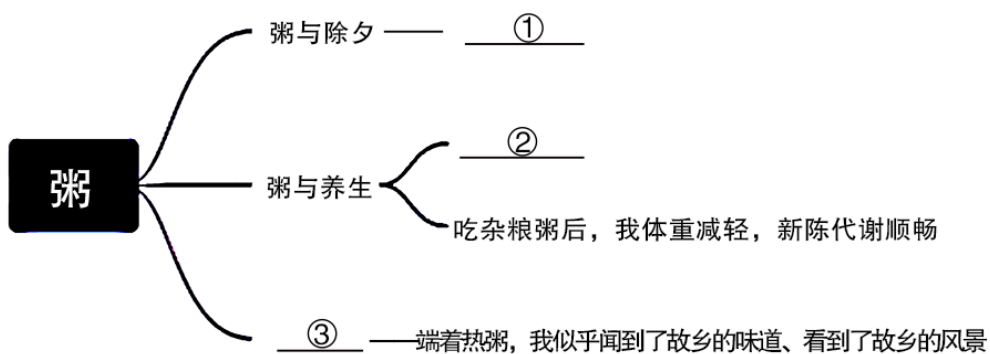 粥
粥与除夕
①
粥与养生
②
吃杂粮粥后，我体重减轻，新陈代谢顺畅
③
端着热粥，我似乎闻到了故乡的味道、看到了故乡的风景